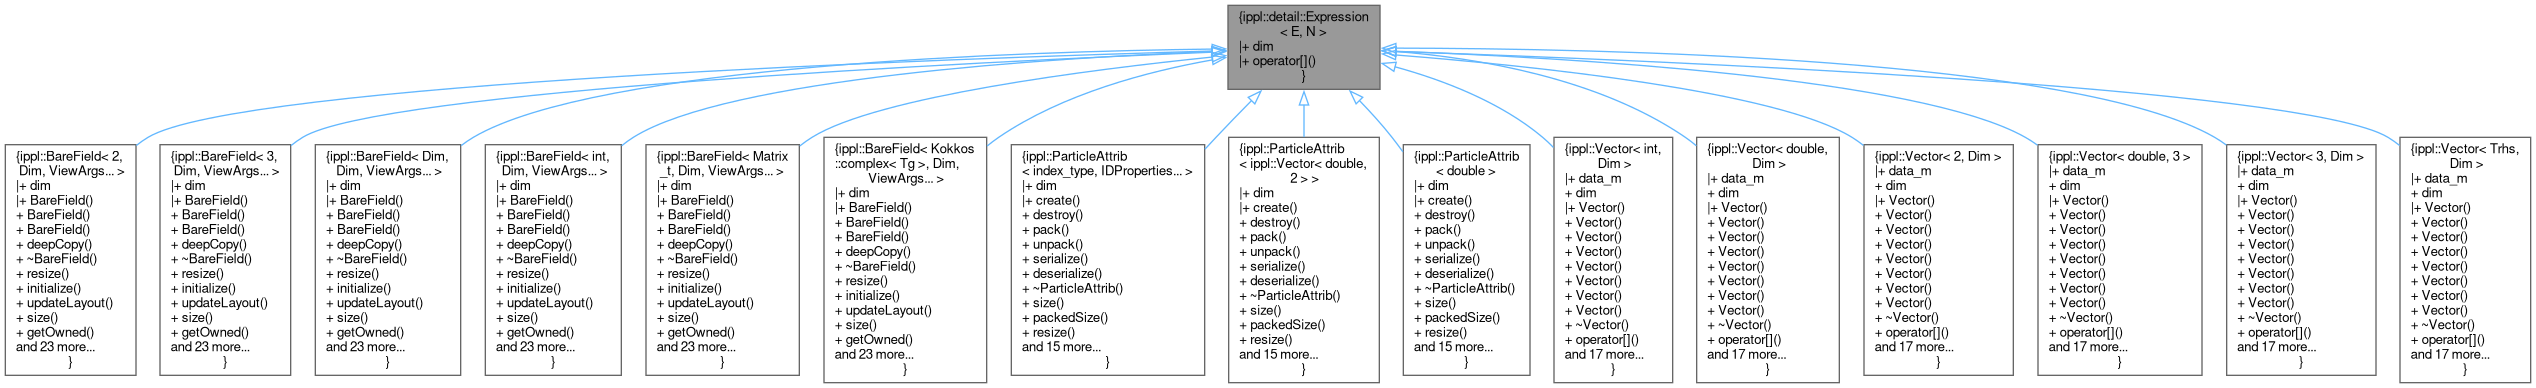 {ippl::detail::Expression
< E, N >
|+ dim
|+ operator[]()
}
{ippl::BareField< 2,
Dim, ViewArgs... >
|+ dim
|+ BareField()
+ BareField()
+ BareField()
+ deepCopy()
+ ~BareField()
+ resize()
+ initialize()
+ updateLayout()
+ size()
+ getOwned()
and 23 more...
}
{ippl::BareField< 3,
Dim, ViewArgs... >
|+ dim
|+ BareField()
+ BareField()
+ BareField()
+ deepCopy()
+ ~BareField()
+ resize()
+ initialize()
+ updateLayout()
+ size()
+ getOwned()
and 23 more...
}
{ippl::BareField< Dim,
Dim, ViewArgs... >
|+ dim
|+ BareField()
+ BareField()
+ BareField()
+ deepCopy()
+ ~BareField()
+ resize()
+ initialize()
+ updateLayout()
+ size()
+ getOwned()
and 23 more...
}
{ippl::BareField< int,
Dim, ViewArgs... >
|+ dim
|+ BareField()
+ BareField()
+ BareField()
+ deepCopy()
+ ~BareField()
+ resize()
+ initialize()
+ updateLayout()
+ size()
+ getOwned()
and 23 more...
}
{ippl::BareField< Matrix
_t, Dim, ViewArgs... >
|+ dim
|+ BareField()
+ BareField()
+ BareField()
+ deepCopy()
+ ~BareField()
+ resize()
+ initialize()
+ updateLayout()
+ size()
+ getOwned()
and 23 more...
}
{ippl::BareField< Kokkos
::complex< Tg >, Dim,
ViewArgs... >
|+ dim
|+ BareField()
+ BareField()
+ BareField()
+ deepCopy()
+ ~BareField()
+ resize()
+ initialize()
+ updateLayout()
+ size()
+ getOwned()
and 23 more...
}
{ippl::ParticleAttrib
< index_type, IDProperties... >
|+ dim
|+ create()
+ destroy()
+ pack()
+ unpack()
+ serialize()
+ deserialize()
+ ~ParticleAttrib()
+ size()
+ packedSize()
+ resize()
and 15 more...
}
{ippl::ParticleAttrib
< ippl::Vector< double,
2 > >
|+ dim
|+ create()
+ destroy()
+ pack()
+ unpack()
+ serialize()
+ deserialize()
+ ~ParticleAttrib()
+ size()
+ packedSize()
+ resize()
and 15 more...
}
{ippl::ParticleAttrib
< double >
|+ dim
|+ create()
+ destroy()
+ pack()
+ unpack()
+ serialize()
+ deserialize()
+ ~ParticleAttrib()
+ size()
+ packedSize()
+ resize()
and 15 more...
}
{ippl::Vector< int,
Dim >
|+ data_m
+ dim
|+ Vector()
+ Vector()
+ Vector()
+ Vector()
+ Vector()
+ Vector()
+ Vector()
+ Vector()
+ ~Vector()
+ operator[]()
and 17 more...
}
{ippl::Vector< double,
Dim >
|+ data_m
+ dim
|+ Vector()
+ Vector()
+ Vector()
+ Vector()
+ Vector()
+ Vector()
+ Vector()
+ Vector()
+ ~Vector()
+ operator[]()
and 17 more...
}
{ippl::Vector< 2, Dim >
|+ data_m
+ dim
|+ Vector()
+ Vector()
+ Vector()
+ Vector()
+ Vector()
+ Vector()
+ Vector()
+ Vector()
+ ~Vector()
+ operator[]()
and 17 more...
}
{ippl::Vector< double, 3 >
|+ data_m
+ dim
|+ Vector()
+ Vector()
+ Vector()
+ Vector()
+ Vector()
+ Vector()
+ Vector()
+ Vector()
+ ~Vector()
+ operator[]()
and 17 more...
}
{ippl::Vector< 3, Dim >
|+ data_m
+ dim
|+ Vector()
+ Vector()
+ Vector()
+ Vector()
+ Vector()
+ Vector()
+ Vector()
+ Vector()
+ ~Vector()
+ operator[]()
and 17 more...
}
{ippl::Vector< Trhs,
Dim >
|+ data_m
+ dim
|+ Vector()
+ Vector()
+ Vector()
+ Vector()
+ Vector()
+ Vector()
+ Vector()
+ Vector()
+ ~Vector()
+ operator[]()
and 17 more...
}